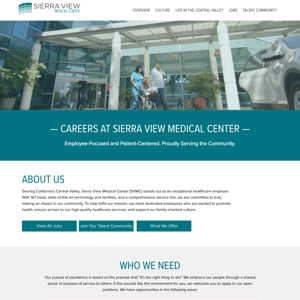 SIERRA VIEW
MEDICAL CENTER
OVERVIEW CULTURE LIFE IN THE CENTRAL VALLEY JOBS TALENT COMMUNITY
— CAREERS AT SIERRA VIEW MEDICAL CENTER —
Employee-Focused and Patient-Centered. Proudly Serving the Community.
ABOUT US
Serving California's Central Valley, Sierra View Medical Center (SVMC) stands out as an exceptional healthcare employer.
With 167 beds, state-of-the-art technology and facilities, and a comprehensive service line, we are committed to truly
making an impact in our community. To help fulfill our mission, we need dedicated employees who are excited to promote
health, ensure access to our high-quality healthcare services, and support our family-oriented culture.
View All Jobs Join Our Talent Community What We Offer
WHO WE NEED
Our pursuit of excellence is based on the premise that "It's the right thing to do!" We embrace our people through a shared
sense of purpose of service to others. If this sounds like the environment for you, we welcome you to apply to our open
positions. We have opportunities in the following areas: